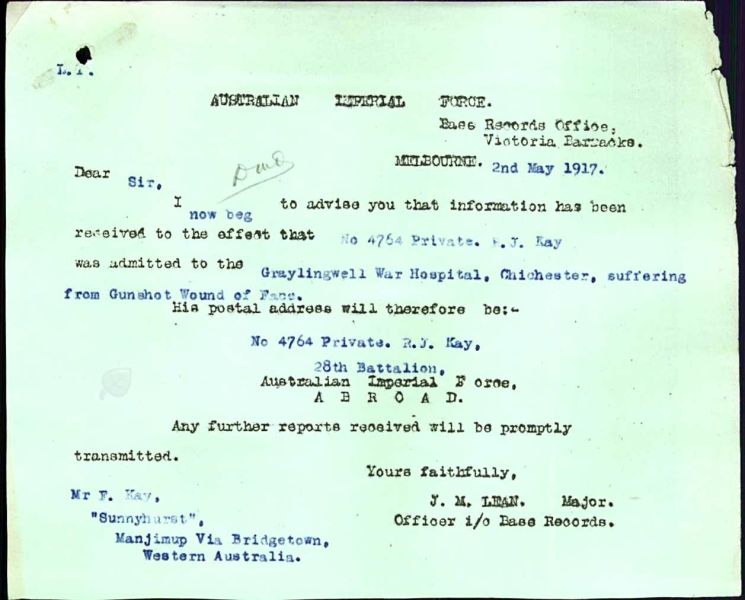 AUSTRALIAN IMPERIAL FORCE.
Base Records Office,
Victoria Barracks.
MELBOURNE. 2nd May 1917.
Dear Sir,
I now beg to advise you that information has been
received to the effect that No 4764 Private. R.J. Kay
was admitted to the Graylingwell War Hospital, Chichester, suffering
from Gunshot Wound of Face.
His postal address will therefore be:-
No 4764 Private. R.J. Kay,
28th Battalion,
Australian Imperial F orce,
A B R O A D.
Any further reports received will be promptly
transmitted.
Yours faithfully,
J. M. LEAN. Major.
Officer i/c Base Records.
Mr F. Kay,
"Sunnyhurst",
Manjimup Via Bridgetown,
Western Australia.